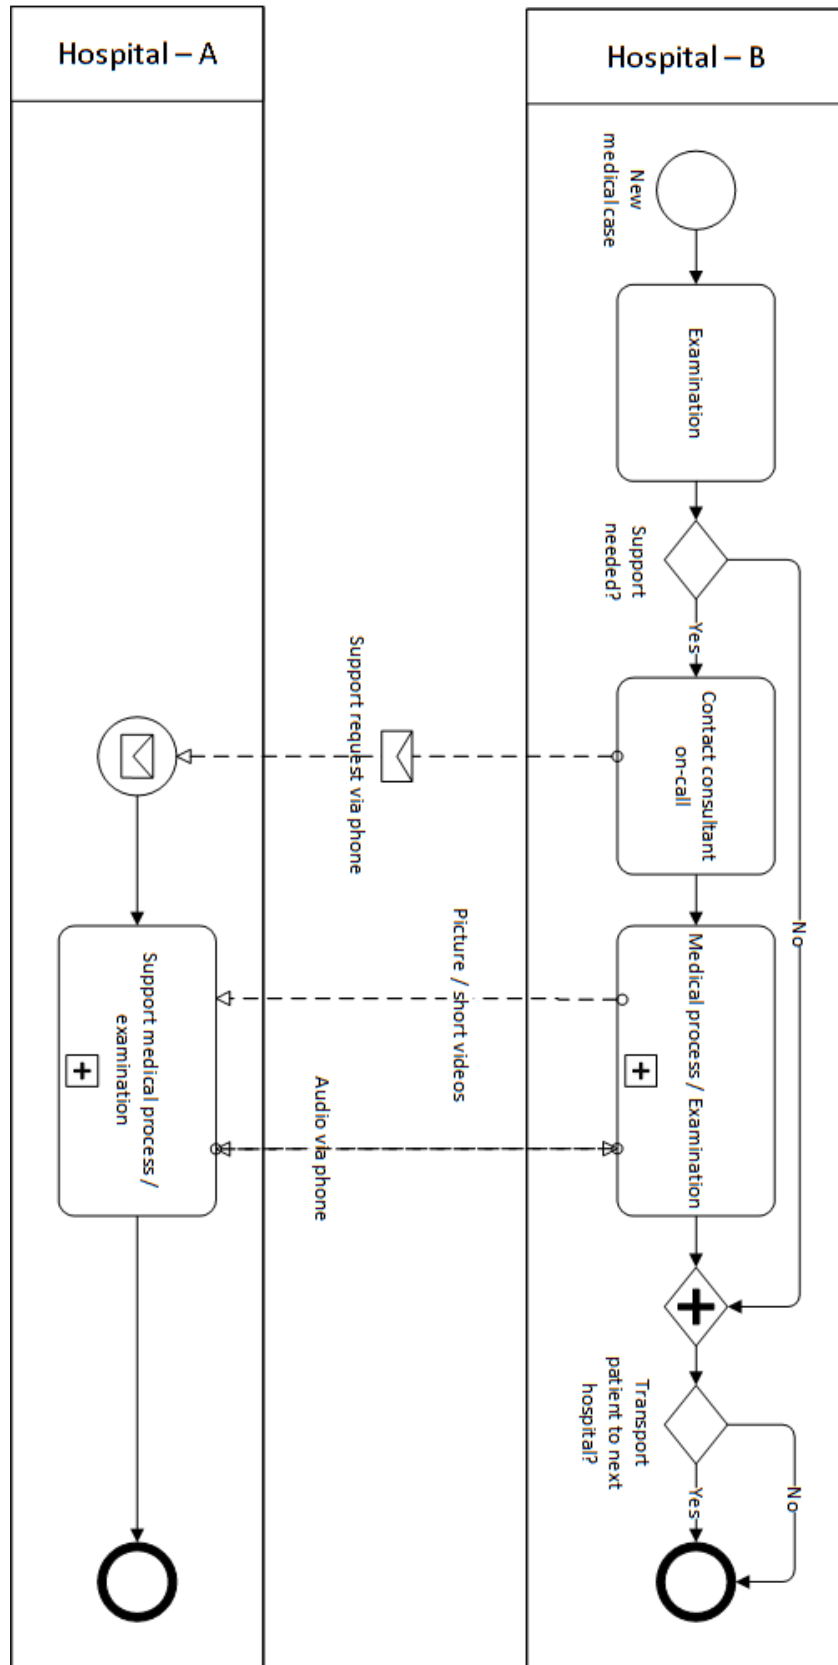 Hospital – A
Hospital – B
New
medical case
Examination
Support
needed?
Yes
No
Contact consultant
on-call
Support request via phone
Medical process / Examination
Picture / short videos
Audio via phone
Support medical process /
examination
Transport
patient to next
hospital?
Yes
No